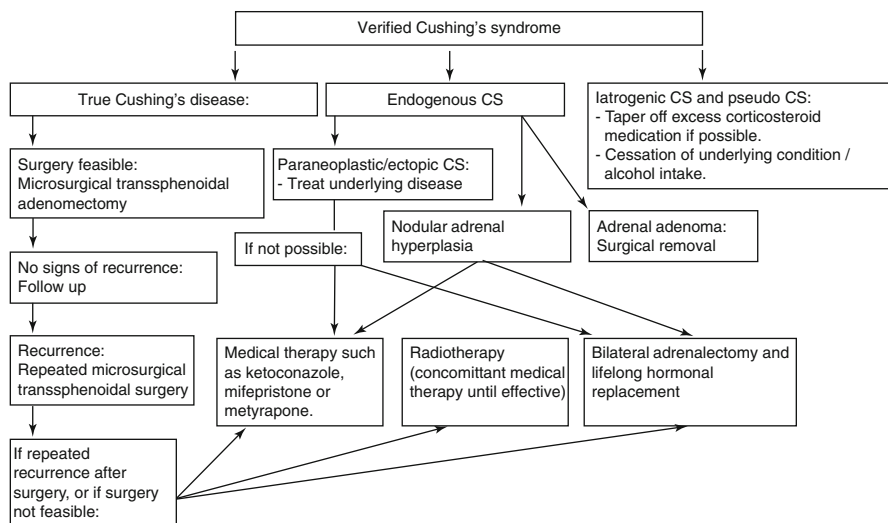 Verified Cushing's syndrome
True Cushing's disease:
Endogenous CS
Iatrogenic CS and pseudo CS:
- Taper off excess corticosteroid
medication if possible.
- Cessation of underlying condition /
alcohol intake.
Surgery feasible:
Microsurgical transsphenoidal
adenomectomy
Paraneoplastic/ectopic CS:
- Treat underlying disease
Nodular adrenal
hyperplasia
Adrenal adenoma:
Surgical removal
If not possible:
No signs of recurrence:
Follow up
Recurrence:
Repeated microsurgical
transsphenoidal surgery
Medical therapy such
as ketoconazole,
mifepristone or
metyrapone.
Radiotherapy
(concomittant medical
therapy until effective)
Bilateral adrenalectomy and
lifelong hormonal
replacement
If repeated
recurrence after
surgery, or if surgery
not feasible: